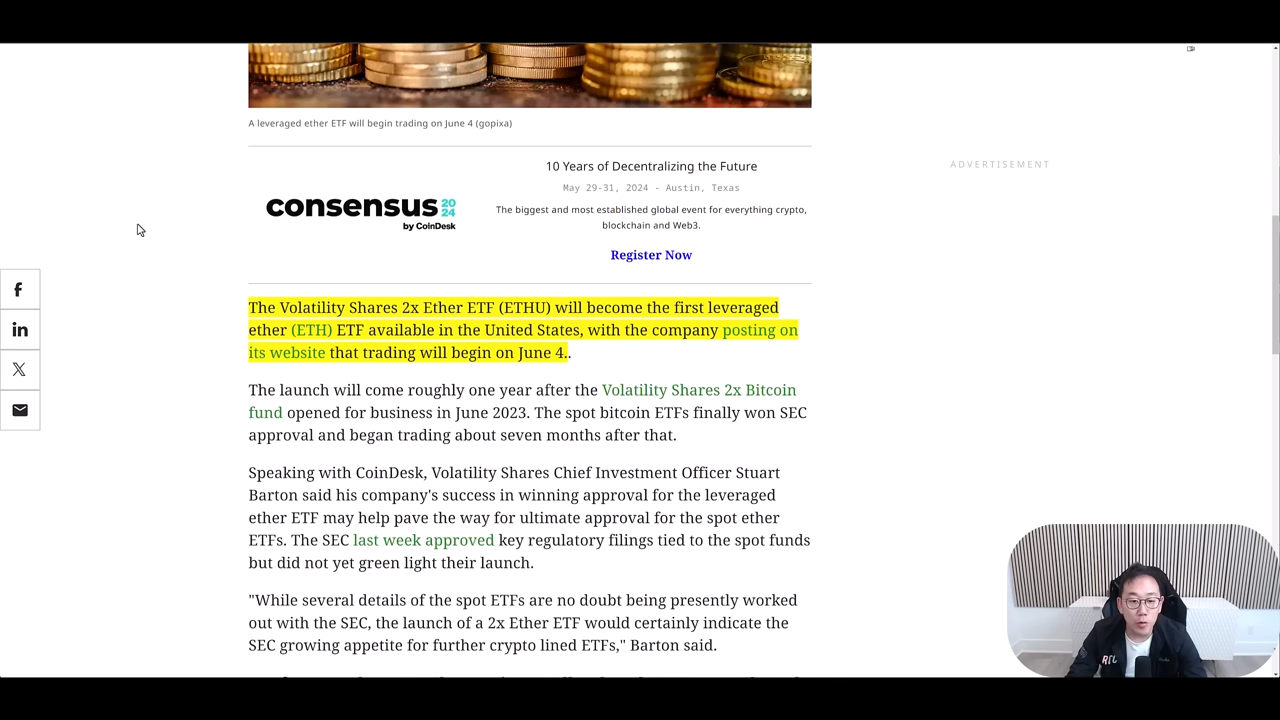 A leveraged ether ETF will begin trading on June 4 (gopixa)
ADVERTISEMENT
consensus 20
24
by CoinDesk
10 Years of Decentralizing the Future
May 29-31, 2024 - Austin, Texas
The biggest and most established global event for everything crypto,
blockchain and Web3.
Register Now
The Volatility Shares 2x Ether ETF (ETHU) will become the first leveraged
ether (ETH) ETF available in the United States, with the company posting on
its website that trading will begin on June 4..
The launch will come roughly one year after the Volatility Shares 2x Bitcoin
fund opened for business in June 2023. The spot bitcoin ETFs finally won SEC
approval and began trading about seven months after that.
Speaking with CoinDesk, Volatility Shares Chief Investment Officer Stuart
Barton said his company's success in winning approval for the leveraged
ether ETF may help pave the way for ultimate approval for the spot ether
ETFs. The SEC last week approved key regulatory filings tied to the spot funds
but did not yet green light their launch.
"While several details of the spot ETFs are no doubt being presently worked
out with the SEC, the launch of a 2x Ether ETF would certainly indicate the
SEC growing appetite for further crypto lined ETFs," Barton said.